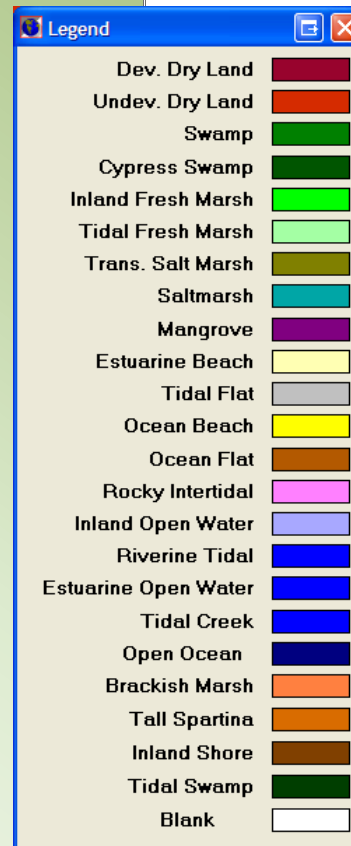 Legend
Dev. Dry Land
Undev. Dry Land
Swamp
Cypress Swamp
Inland Fresh Marsh
Tidal Fresh Marsh
Trans. Salt Marsh
Saltmarsh
Mangrove
Estuarine Beach
Tidal Flat
Ocean Beach
Ocean Flat
Rocky Intertidal
Inland Open Water
Riverine Tidal
Estuarine Open Water
Tidal Creek
Open Ocean
Brackish Marsh
Tall Spartina
Inland Shore
Tidal Swamp
Blank